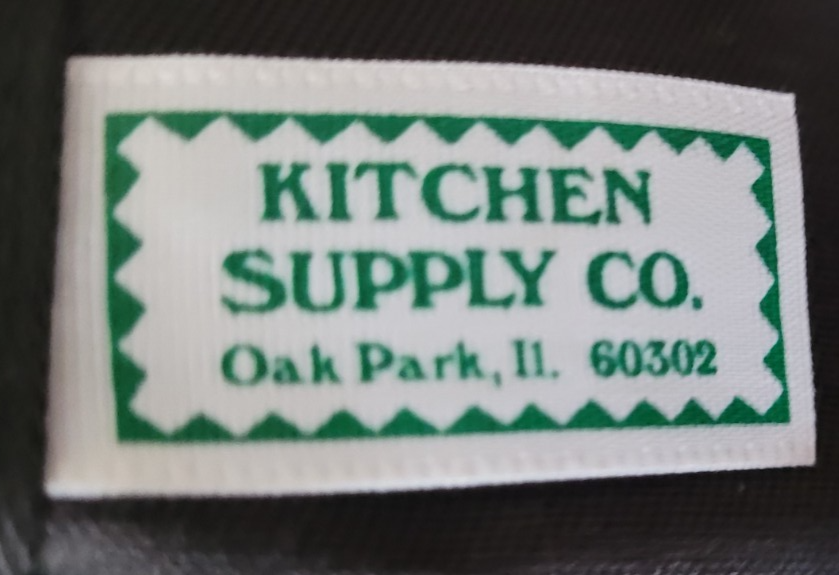 KITCHEN
SUPPLY CO.
Oak Park, Il. 60302